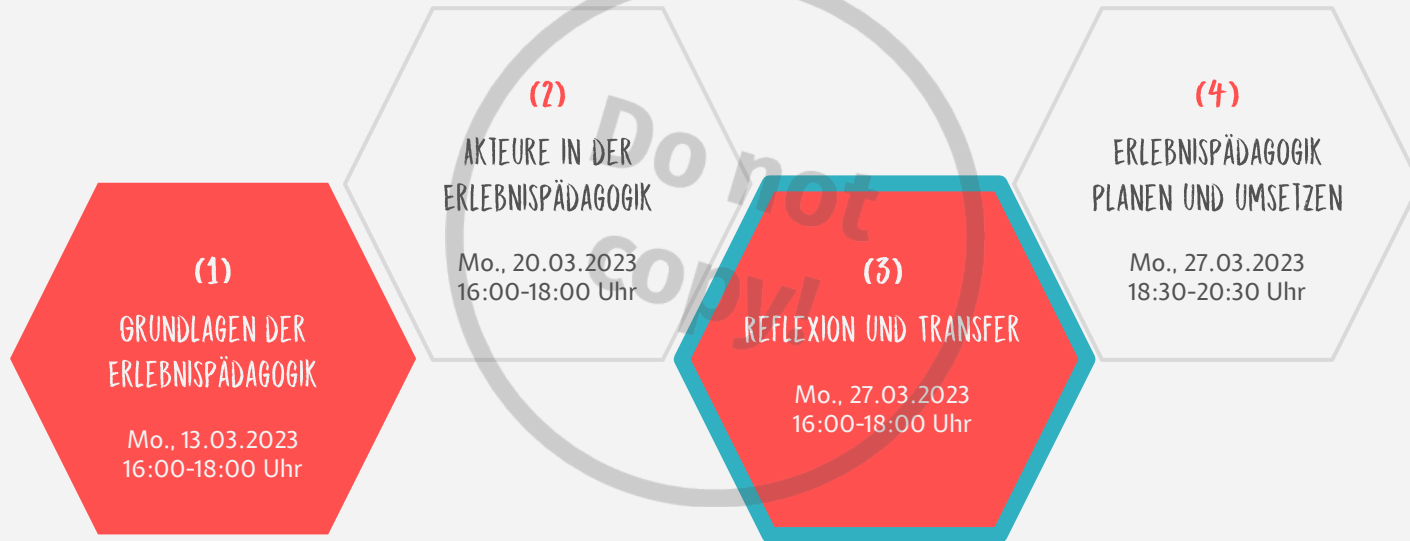 (1)
GRUNDLAGEN DER
ERLEBNISPÄDAGOGIK
Mo., 13.03.2023
16:00-18:00 Uhr
(2)
AKTEURE IN DER
ERLEBNISPÄDAGOGIK
Mo., 20.03.2023
16:00-18:00 Uhr
(3)
REFLEXION UND TRANSFER
Mo., 27.03.2023
16:00-18:00 Uhr
(4)
ERLEBNISPÄDAGOGIK
PLANEN UND UMSETZEN
Mo., 27.03.2023
18:30-20:30 Uhr
Do not
copy!